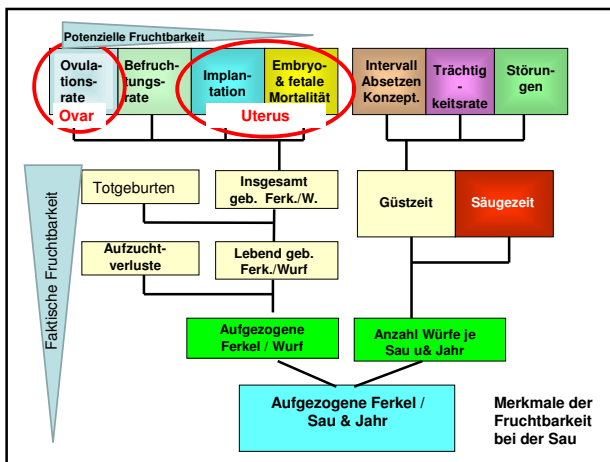 Potenzielle Fruchtbarkeit
Ovulations-
rate
Ovar
Befruch-
tungs-
rate
Implan-
tation
Embryo-
& fetale
Mortalität
Uterus
Intervall
Absetzen
Konzept.
Trächtig
-
keitsrate
Störun-
gen
Faktische Fruchtbarkeit
Totgeburten
Insgesamt
geb. Ferk./W.
Güstzeit
Säugezeit
Aufzucht-
verluste
Lebend geb.
Ferk./Wurf
Aufgezogene
Ferkel / Wurf
Anzahl Würfe je
Sau u& Jahr
Aufgezogene Ferkel /
Sau & Jahr
Merkmale der
Fruchtbarkeit
bei der Sau